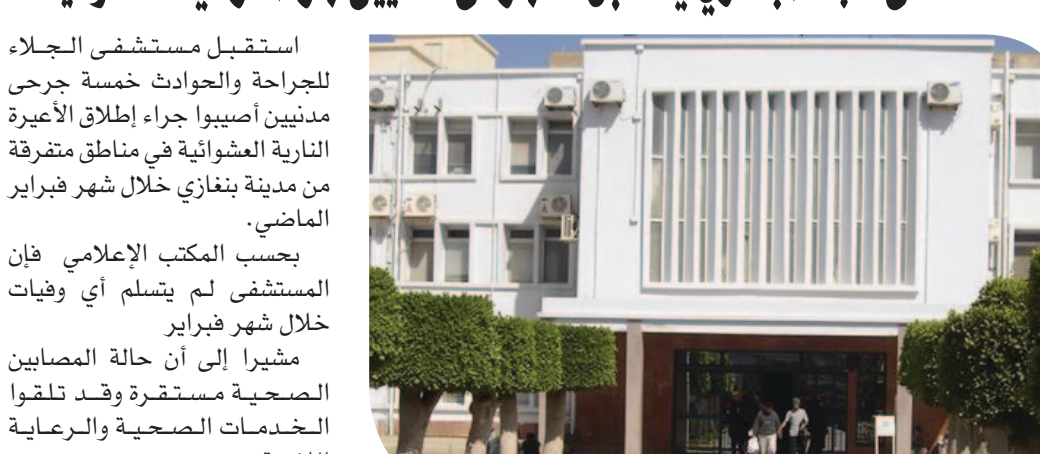 استقبل مستشفى الجلاء
للجراحة والحوادث خمسة جرحى
مدنيين أصيبوا جراء إطلاق الأعيرة
النارية العشوائية في مناطق متفرقة
من مدينة بنغازي خلال شهر فبراير
الماضي.
بحسب المكتب الإعلامي فإن
المستشفى لم يتسلم أي وفيات
خلال شهر فبراير
مشيرا إلى أن حالة المصابين
الصحية مستقرة وقد تلقوا
الخدمات الصحية والرعاية